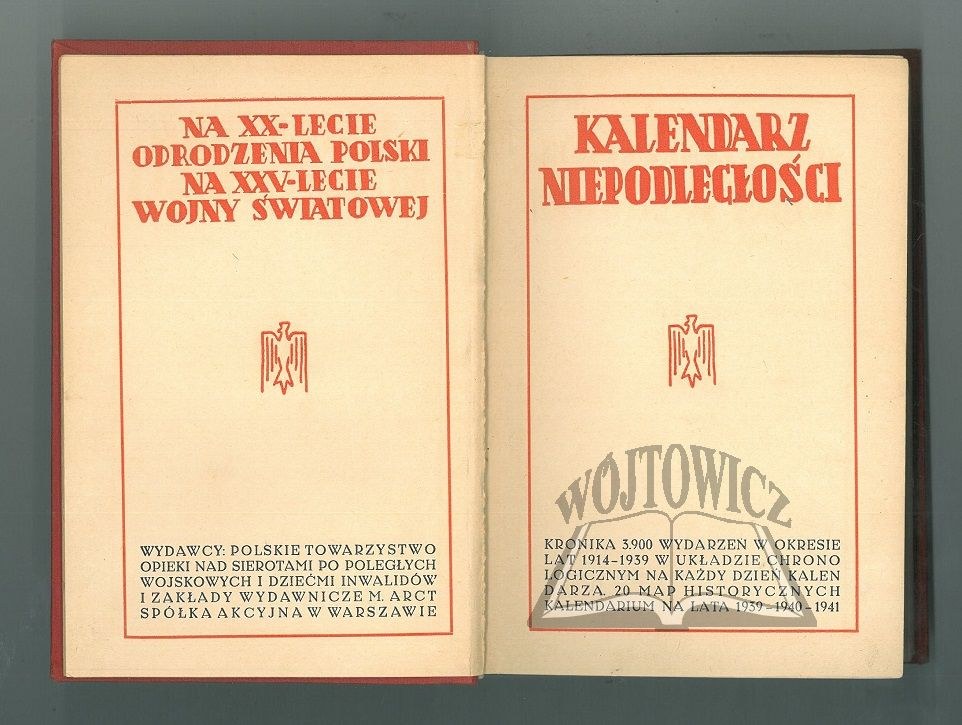 NA XX-LECIE
ODRODZENIA POLSKI
NA XXV-LECIE
WOJNY ŚWIATOWEJ
WYDAWCY: POLSKIE TOWARZYSTWO
OPIEKI NAD SIEROTAMI PO POLEGŁYCH
WOJSKOWYCH I DZIEĆMI INWALIDÓW
I ZAKŁADY WYDAWNICZE M. ARCT
SPÓŁKA AKCYJNA W WARSZAWIE
KALENDARZ
NIEPODLEGŁOŚCI
WÓJTOWICZ
KRONIKA 3.900 WYDARZEŃ W OKRESIE
LAT 1914-1939 W UKŁADZIE CHRONO
LOGICZNYM NA KAŻDY DZIEŃ KALEN
DARZA. 20 MAP HISTORYCZNYCH
KALENDARIUM NA LATA 1939-1940-1941